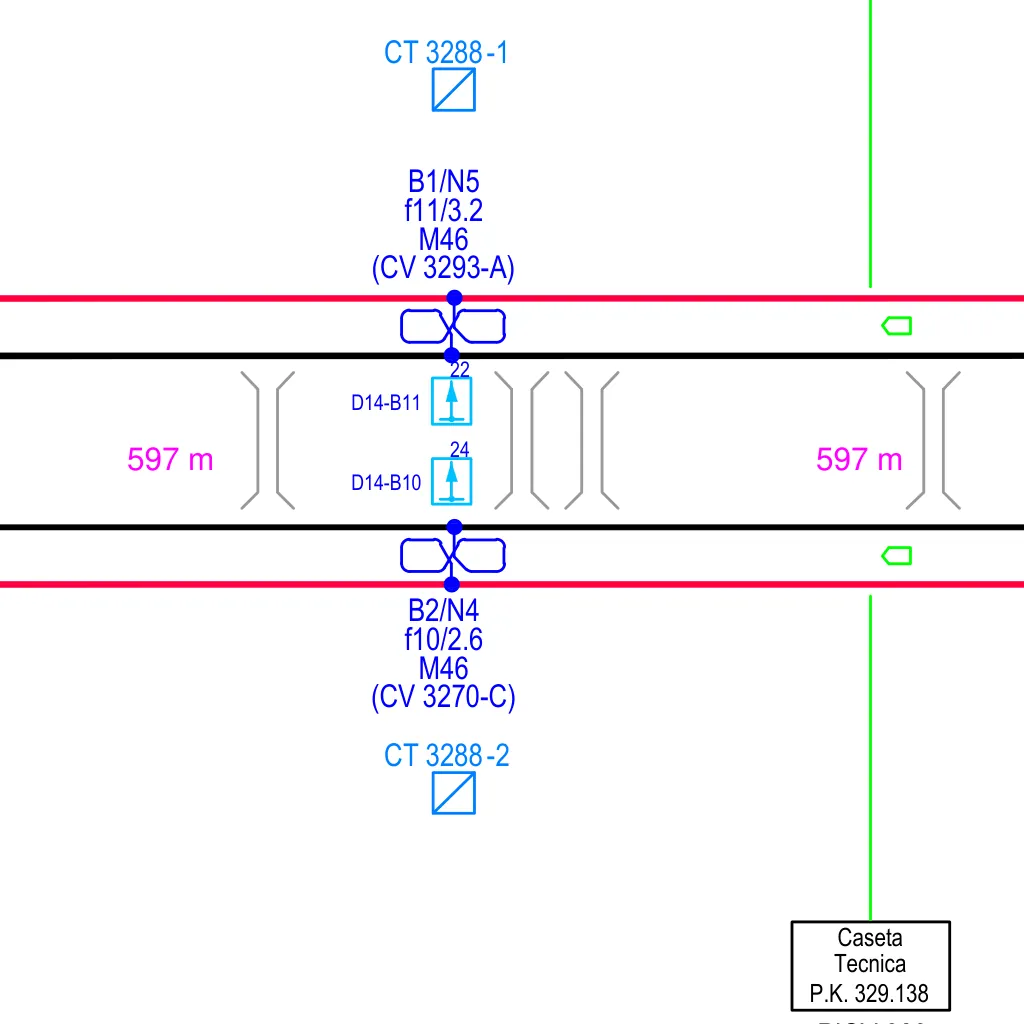 CT 3288-1
B1/N5
f11/3.2
M46
(CV 3293-A)
22
D14-B11
24
597 m
597 m
D14-B10
B2/N4
f10/2.6
M46
(CV 3270-C)
CT 3288-2
Caseta
Tecnica
P.K. 329.138